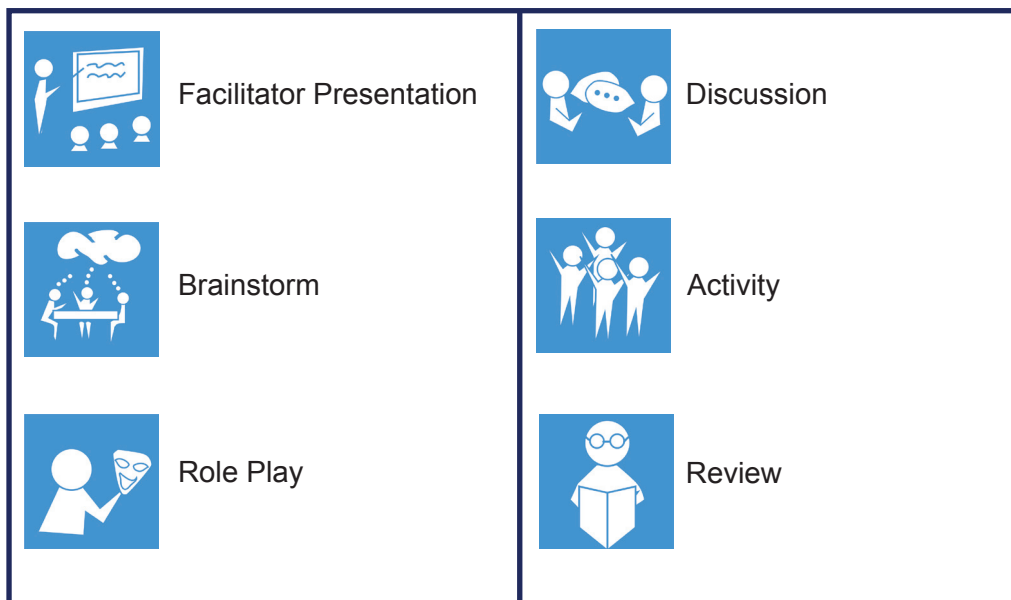 Facilitator Presentation
Discussion
Brainstorm
Activity
Role Play
Review